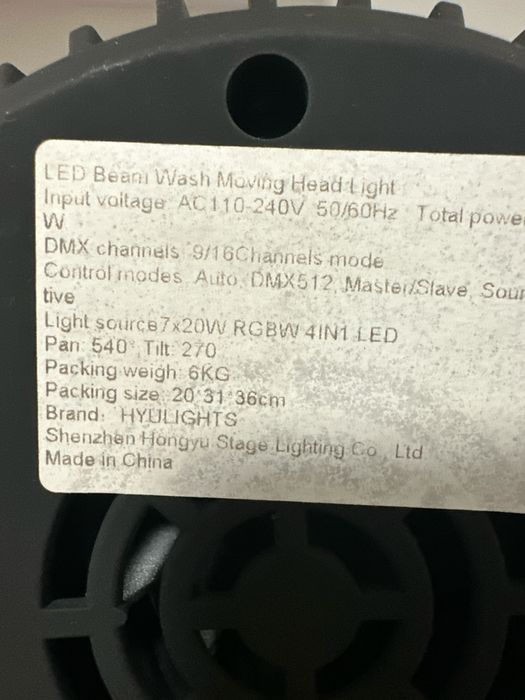 LED Beam Wash Moving Head Light
Input voltage AC110-240V 50/60Hz Total power
W
DMX channels 9/16Channels mode
Control modes Auto, DMX512, Master/Slave, Soun
tive
Light source7x20W RGBW 4IN1 LED
Pan: 540° Tilt: 270
Packing weigh: 6KG
Packing size: 20*31*36cm
Brand: HYULIGHTS
Shenzhen Hongyu Stage Lighting Co., Ltd
Made in China